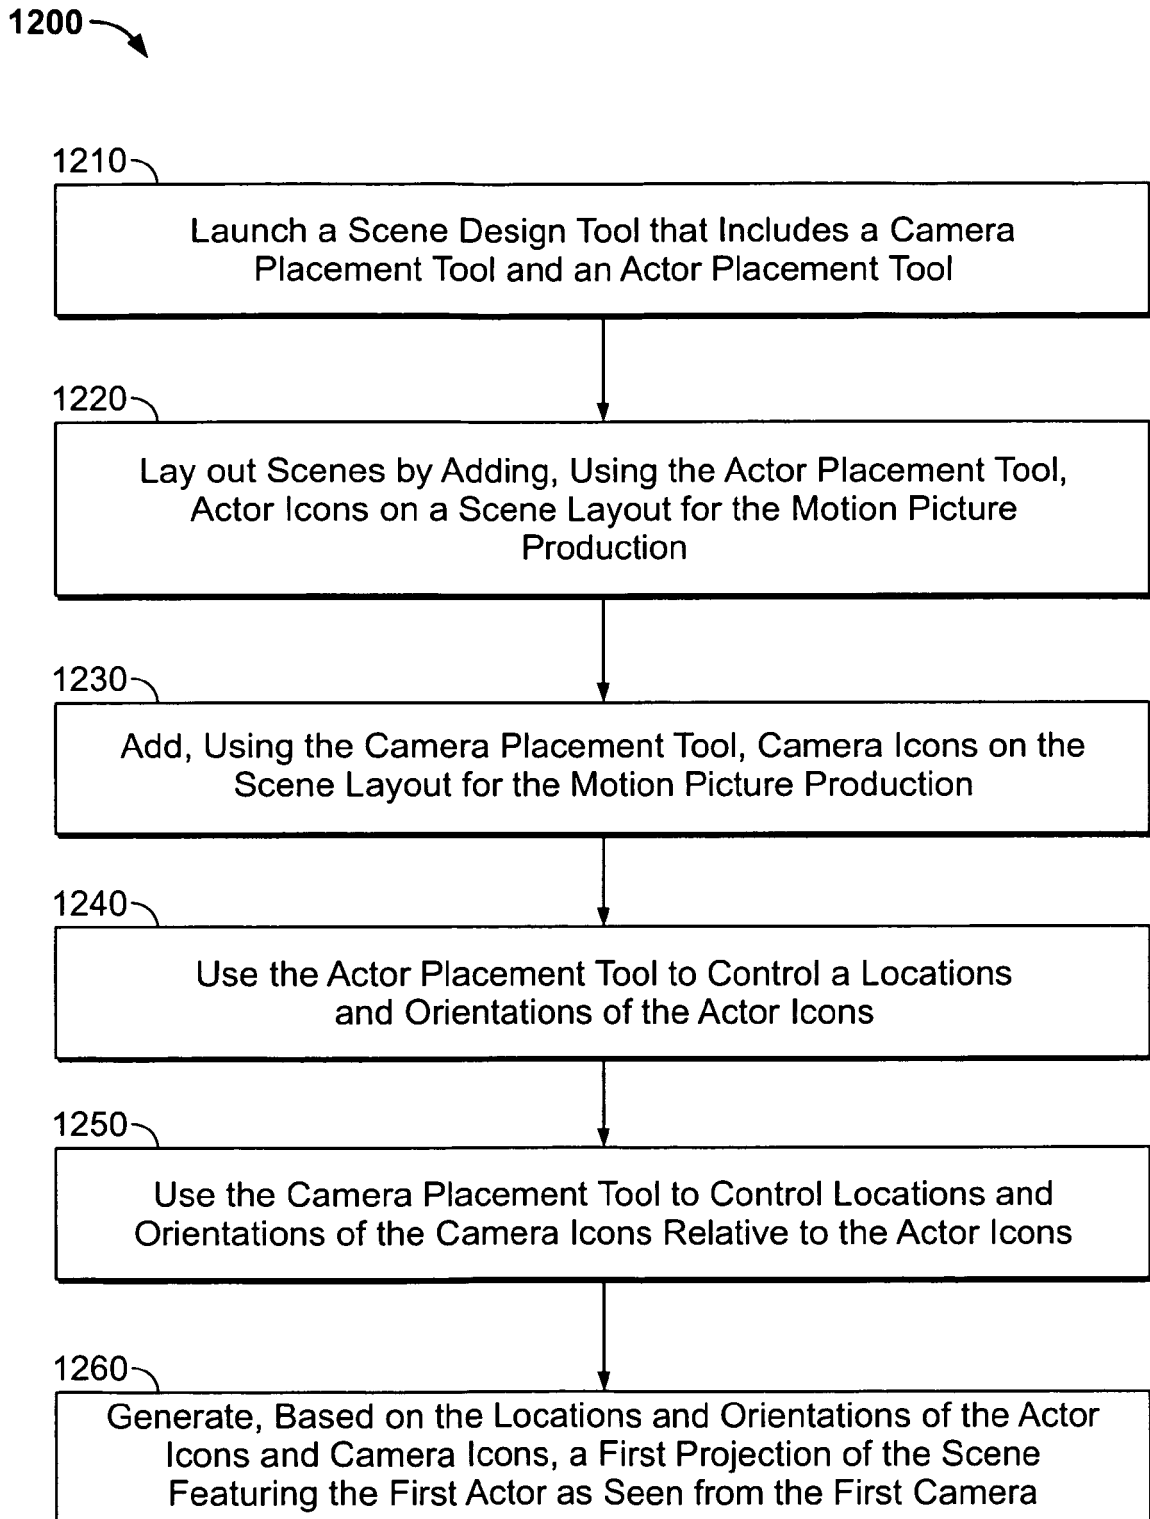 1200
1210
Launch a Scene Design Tool that Includes a Camera
Placement Tool and an Actor Placement Tool
1220
Lay out Scenes by Adding, Using the Actor Placement Tool,
Actor Icons on a Scene Layout for the Motion Picture
Production
1230
Add, Using the Camera Placement Tool, Camera Icons on the
Scene Layout for the Motion Picture Production
1240
Use the Actor Placement Tool to Control a Locations
and Orientations of the Actor Icons
1250
Use the Camera Placement Tool to Control Locations and
Orientations of the Camera Icons Relative to the Actor Icons
1260
Generate, Based on the Locations and Orientations of the Actor
Icons and Camera Icons, a First Projection of the Scene
Featuring the First Actor as Seen from the First Camera